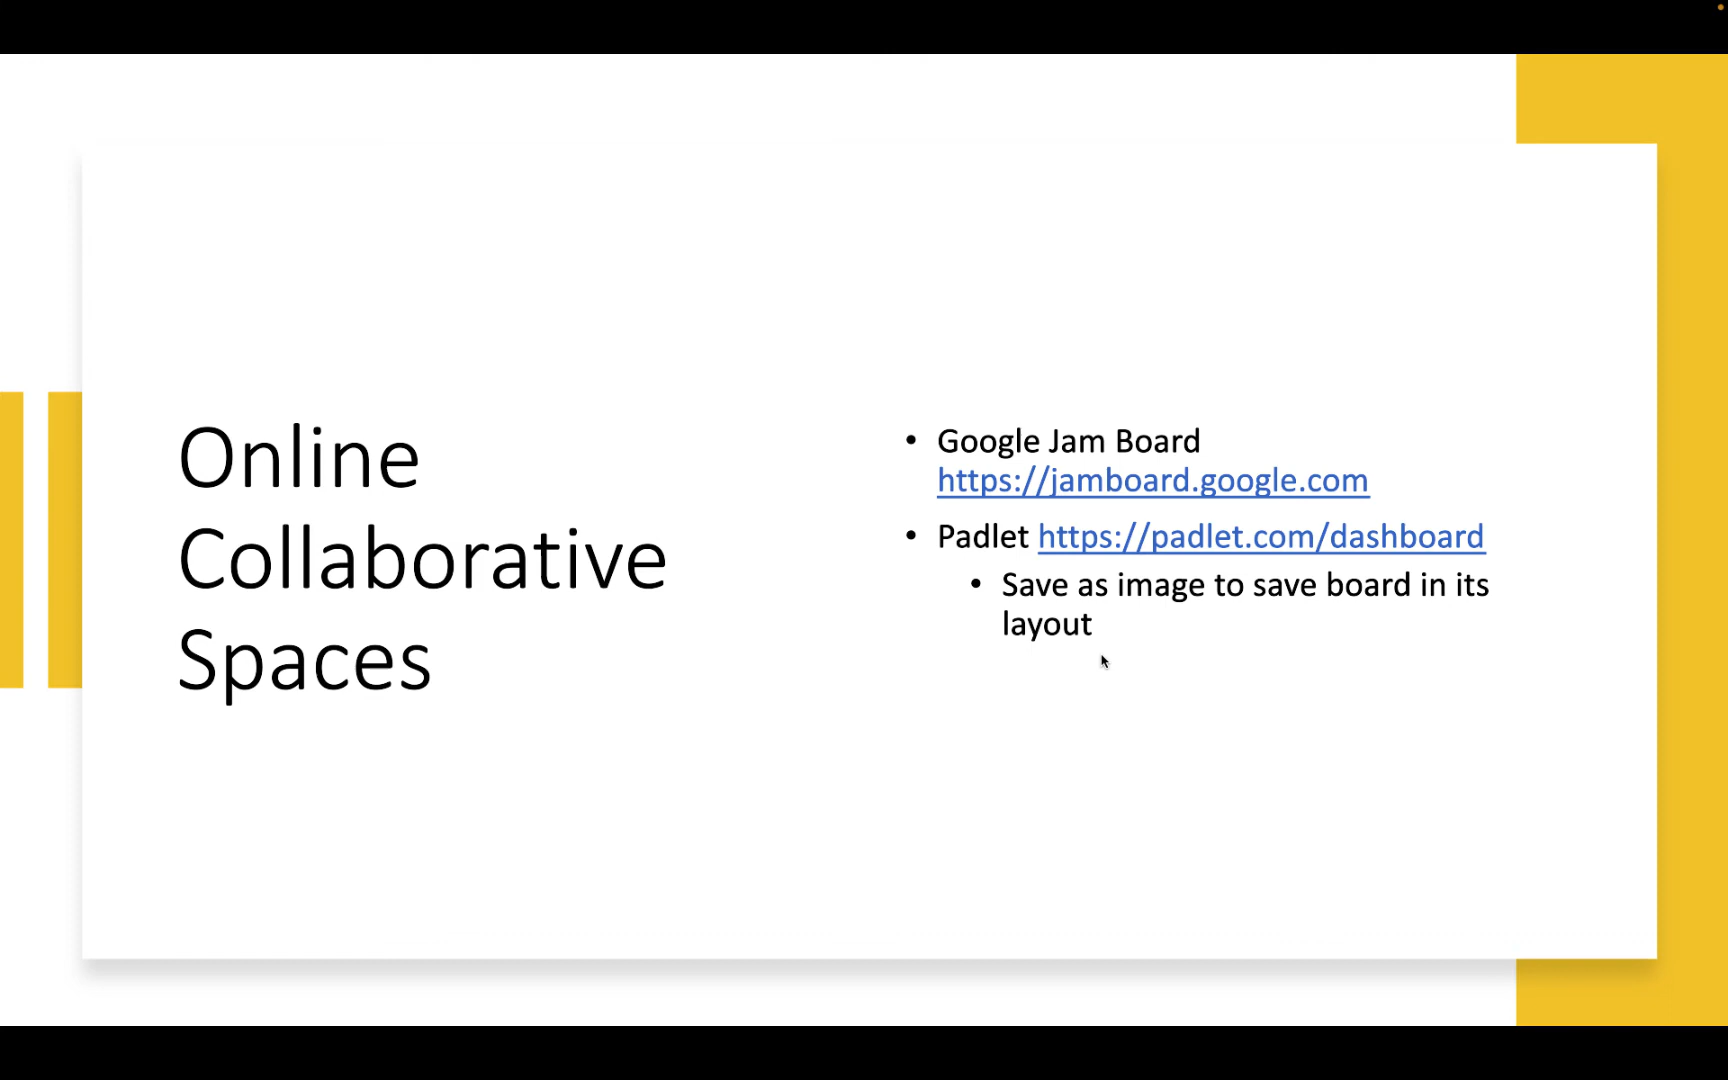 Online
Collaborative
Spaces
• Google Jam Board
https://jamboard.google.com
• Padlet https://padlet.com/dashboard
• Save as image to save board in its
layout